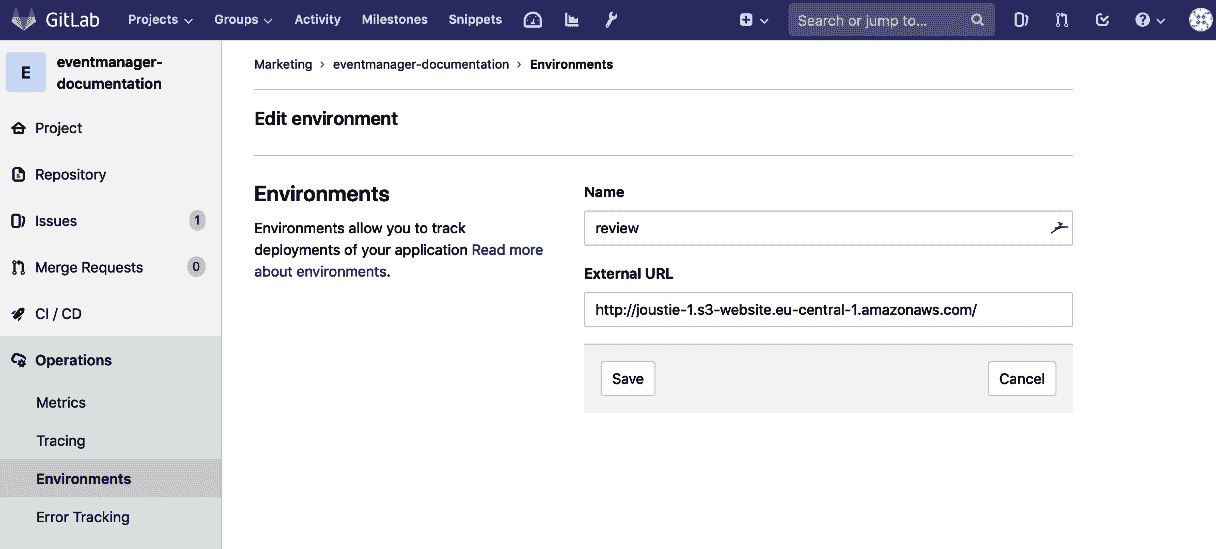 GitLab Projects Groups Activity Milestones Snippets Search or jump to...
E eventmanager-
documentation
Project
Repository
Issues 1
Merge Requests 0
CI / CD
Operations
Metrics
Tracing
Environments
Error Tracking
Marketing › eventmanager-documentation › Environments
Edit environment
Environments
Environments allow you to track
deployments of your application Read more
about environments.
Name
review
External URL
http://joustie-1.s3-website.eu-central-1.amazonaws.com/
Save Cancel